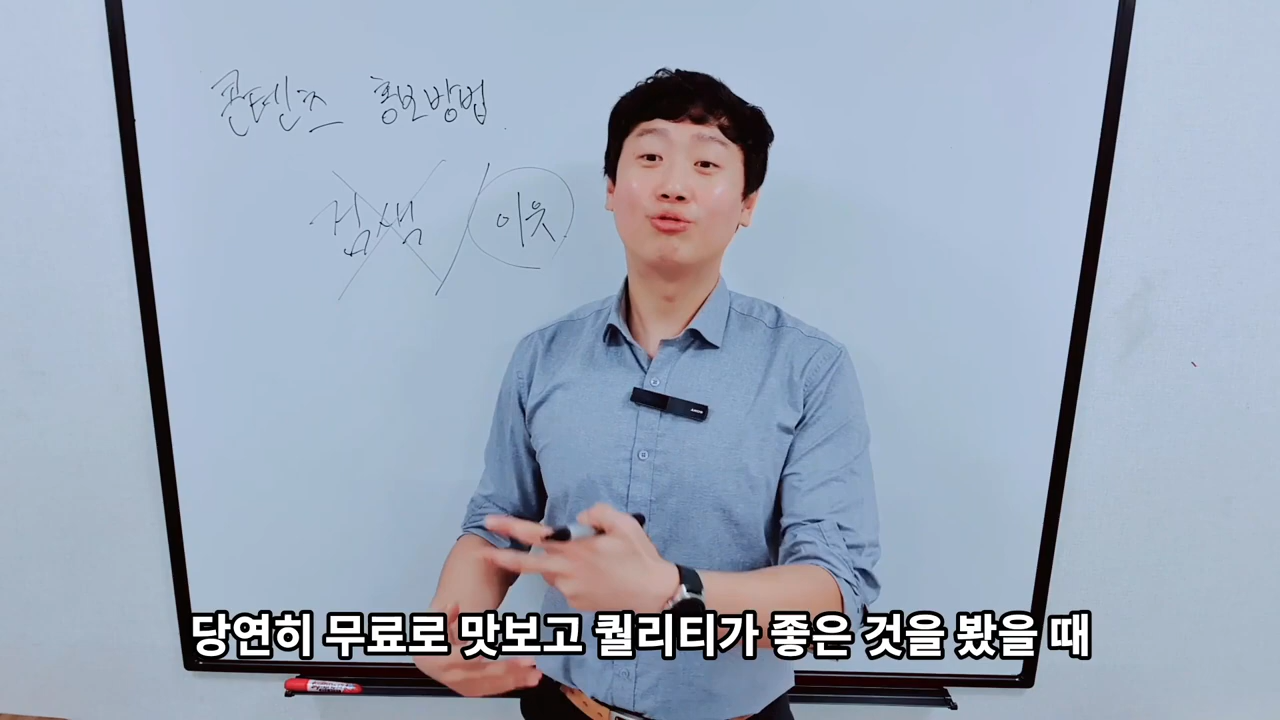 콘텐츠 홍보방법
검색 / 이웃
당연히 무료로 맛보고 퀄리티가 좋은 것을 봤을 때